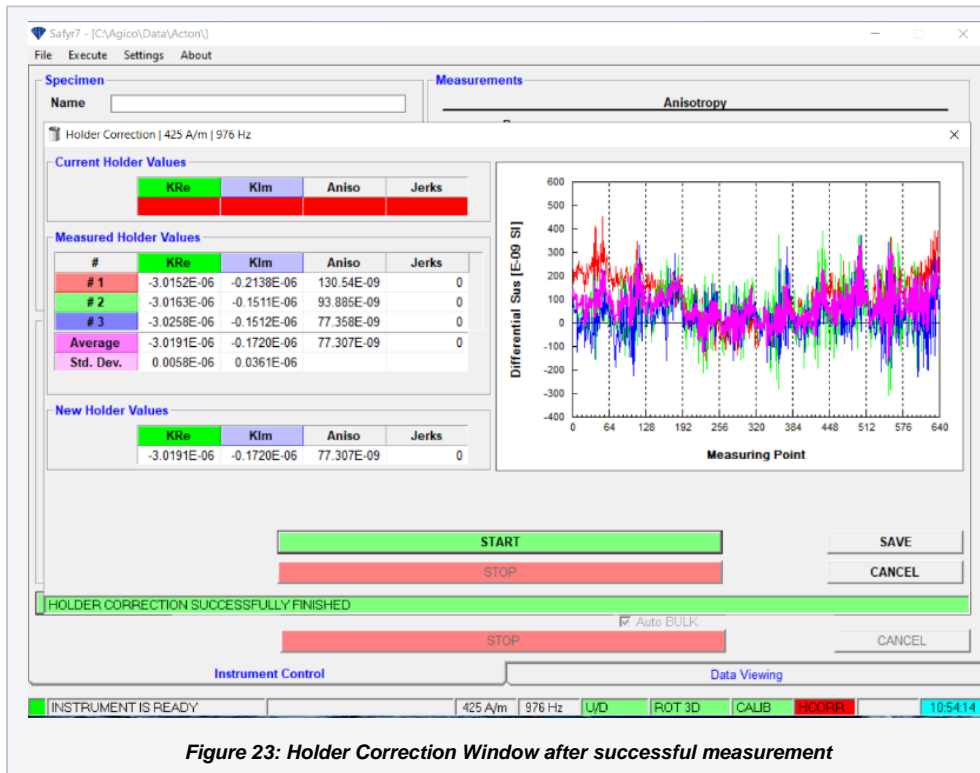 Safyr7 - [C:\Agico\Data\Acton\]
File Execute Settings About
Specimen
Name
Measurements
Anisotropy
Holder Correction | 425 A/m | 976 Hz
Current Holder Values
KRe KIm Aniso Jerks
Measured Holder Values
# KRe KIm Aniso Jerks
# 1 -3.0152E-06 -0.2138E-06 130.54E-09 0
# 2 -3.0163E-06 -0.1511E-06 93.885E-09 0
# 3 -3.0258E-06 -0.1512E-06 77.358E-09 0
Average -3.0191E-06 -0.1720E-06 77.307E-09 0
Std. Dev. 0.0058E-06 0.0361E-06
New Holder Values
KRe KIm Aniso Jerks
-3.0191E-06 -0.1720E-06 77.307E-09 0
Differential Sus [E-09 SI]
600
500
400
300
200
100
0
-100
-200
-300
-400
0 64 128 192 256 320 384 448 512 576 640
Measuring Point
START
SAVE
STOP
CANCEL
HOLDER CORRECTION SUCCESSFULLY FINISHED
Auto BULK
STOP
CANCEL
Instrument Control
Data Viewing
INSTRUMENT IS READY 425 A/m 976 Hz U/D ROT 3D CALIB HCORR 10:54:14
Figure 23: Holder Correction Window after successful measurement